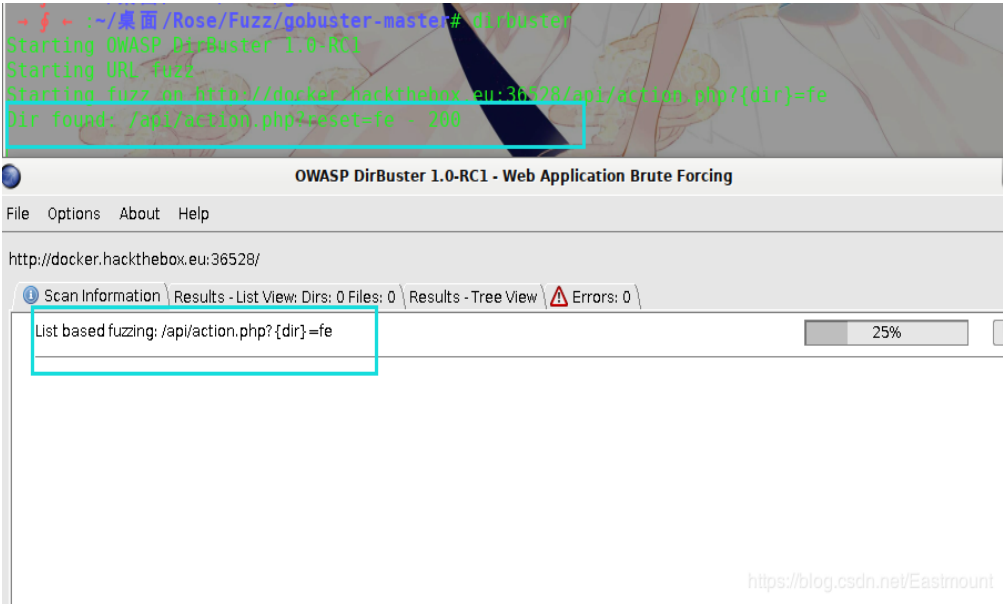 → ∮ ← ~/桌面/Rose/Fuzz/gobuster-master# dirbuster
Starting OWASP DirBuster 1.0-RC1
Starting URL fuzz
Starting fuzz on http://docker.hackthebox.eu:36528/api/action.php?{dir}=fe
Dir found: /api/action.php?reset=fe - 200
OWASP DirBuster 1.0-RC1 - Web Application Brute Forcing
File Options About Help
http://docker.hackthebox.eu:36528/
Scan Information Results - List View: Dirs: 0 Files: 0 Results - Tree View Errors: 0
List based fuzzing: /api/action.php?{dir}=fe 25%
https://blog.csdn.net/Eastmount